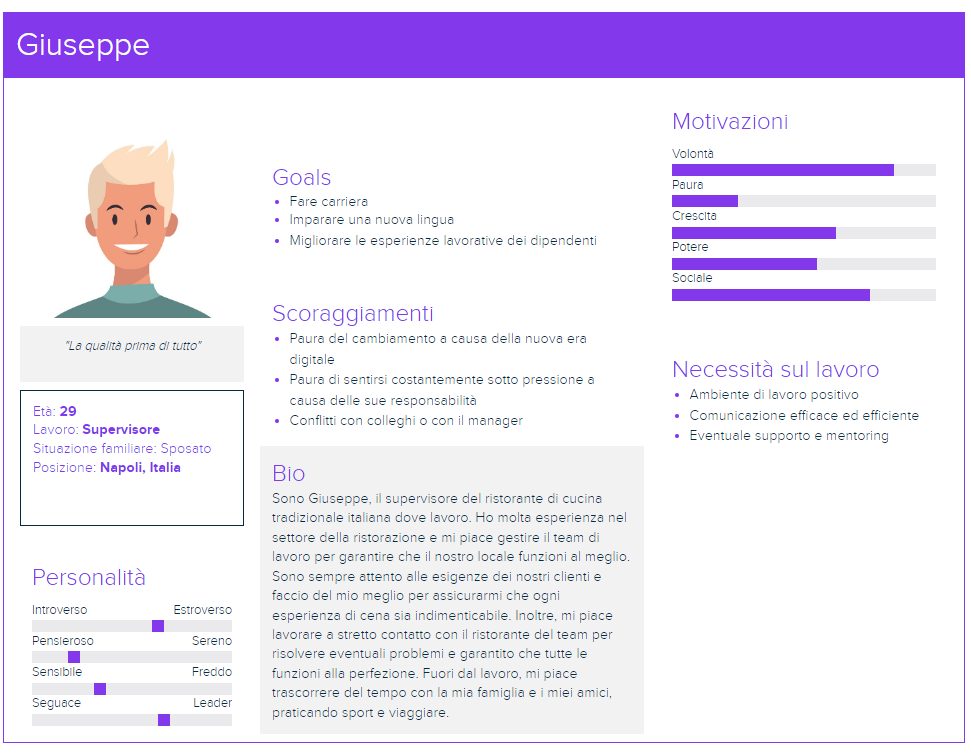 Giuseppe
"La qualità prima di tutto"
Età: 29
Lavoro: Supervisore
Situazione familiare: Sposato
Posizione: Napoli, Italia
Personalità
Introverso Estroverso
Pensieroso Sereno
Sensibile Freddo
Seguace Leader
Goals
Fare carriera
Imparare una nuova lingua
Migliorare le esperienze lavorative dei dipendenti
Scoraggiamenti
Paura del cambiamento a causa della nuova era
digitale
Paura di sentirsi costantemente sotto pressione a
causa delle sue responsabilità
Conflitti con colleghi o con il manager
Bio
Sono Giuseppe, il supervisore del ristorante di cucina
tradizionale italiana dove lavoro. Ho molta esperienza nel
settore della ristorazione e mi piace gestire il team di
lavoro per garantire che il nostro locale funzioni al meglio.
Sono sempre attento alle esigenze dei nostri clienti e
faccio del mio meglio per assicurarmi che ogni
esperienza di cena sia indimenticabile. Inoltre, mi piace
lavorare a stretto contatto con il ristorante del team per
risolvere eventuali problemi e garantito che tutte le
funzioni alla perfezione. Fuori dal lavoro, mi piace
trascorrere del tempo con la mia famiglia e i miei amici,
praticando sport e viaggiare.
Motivazioni
Volontà
Paura
Crescita
Potere
Sociale
Necessità sul lavoro
Ambiente di lavoro positivo
Comunicazione efficace ed efficiente
Eventuale supporto e mentoring